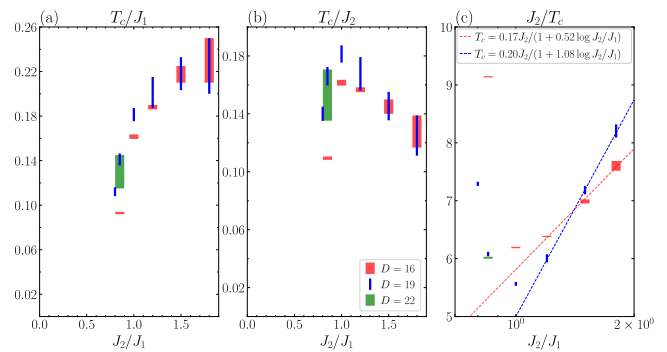 (a) T_c/J_1
0.26
0.22
0.18
0.14
0.10
0.06
0.02
0.0 0.5 1.0 1.5
J_2/J_1
(b) T_c/J_2
0.18
0.14
0.10
0.06
0.02
D = 16
D = 19
D = 22
0.0 0.5 1.0 1.5
J_2/J_1
(c) J_2/T_c
T_c = 0.17J_2/(1 + 0.52 log J_2/J_1)
T_c = 0.20J_2/(1 + 1.08 log J_2/J_1)
10
9
8
7
6
5
10^0 2 × 10^0
J_2/J_1